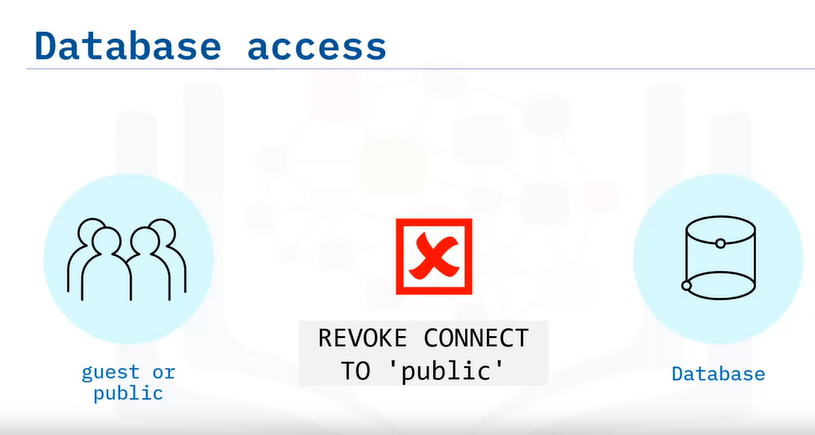 Database access
REVOKE CONNECT
TO 'public'
guest or
public
Database